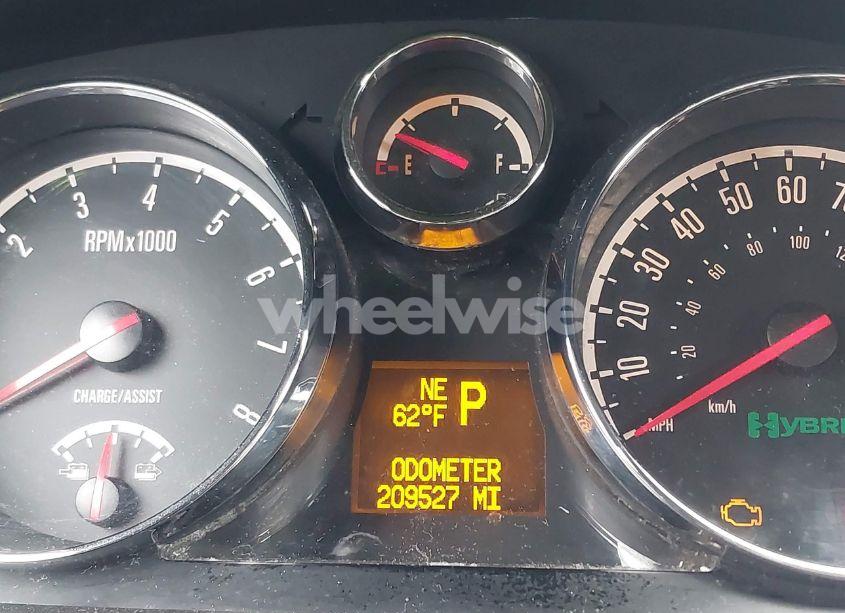 E F
2 3 4 5 6 7 8
RPMx1000
CHARGE/ASSIST
10 20 30 40 50 60 70
20 40 60 80 100
MPH
km/h
wheelwise
NE P
62°F
ODOMETER
209527 MI